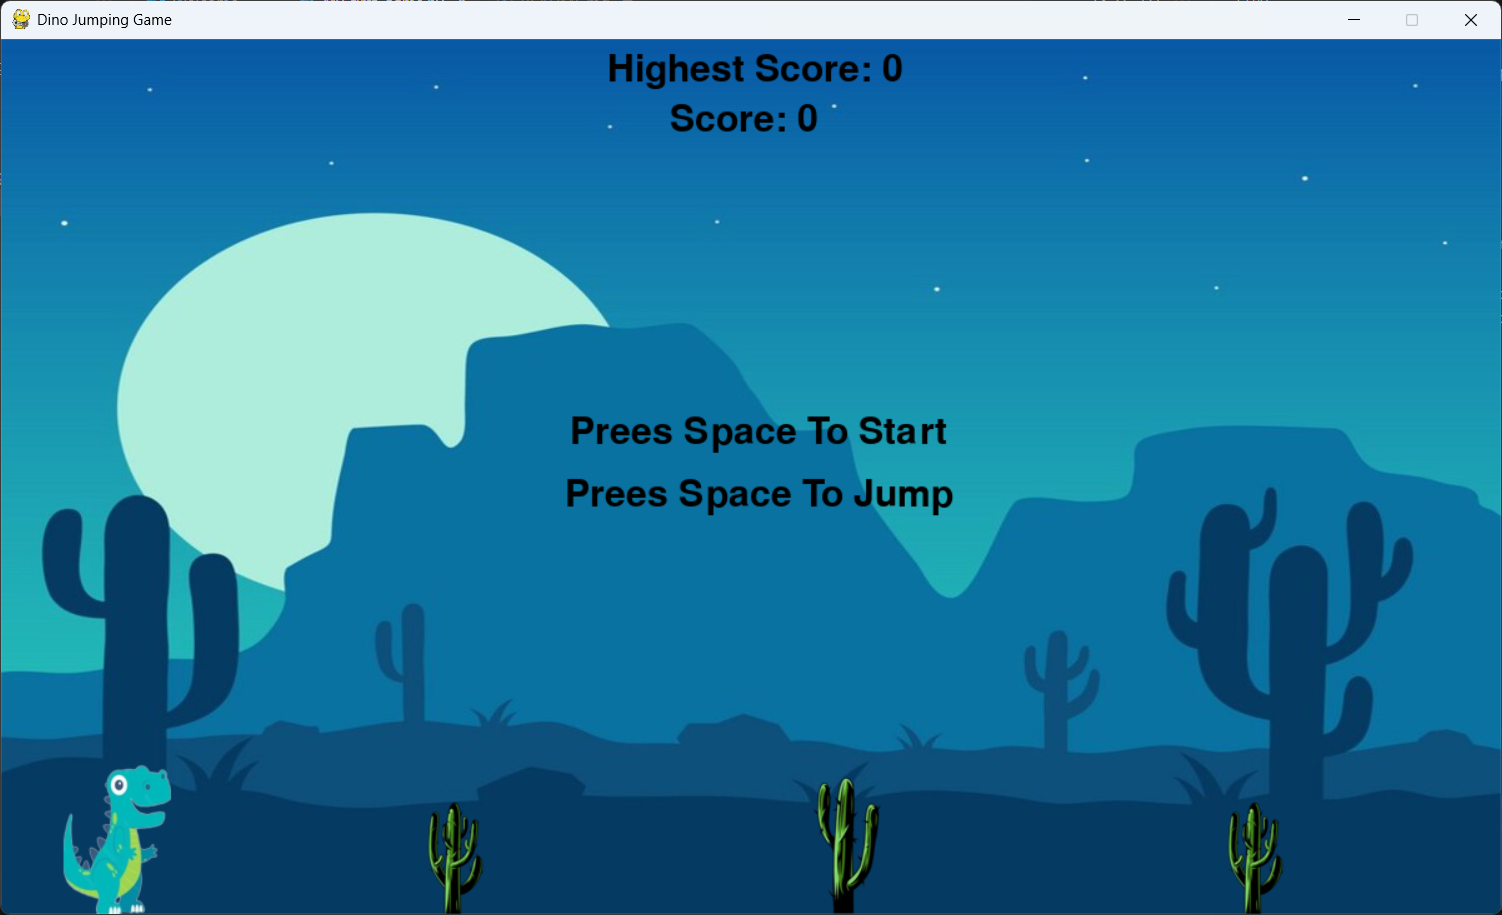 Dino Jumping Game
Highest Score: 0
Score: 0
Prees Space To Start
Prees Space To Jump